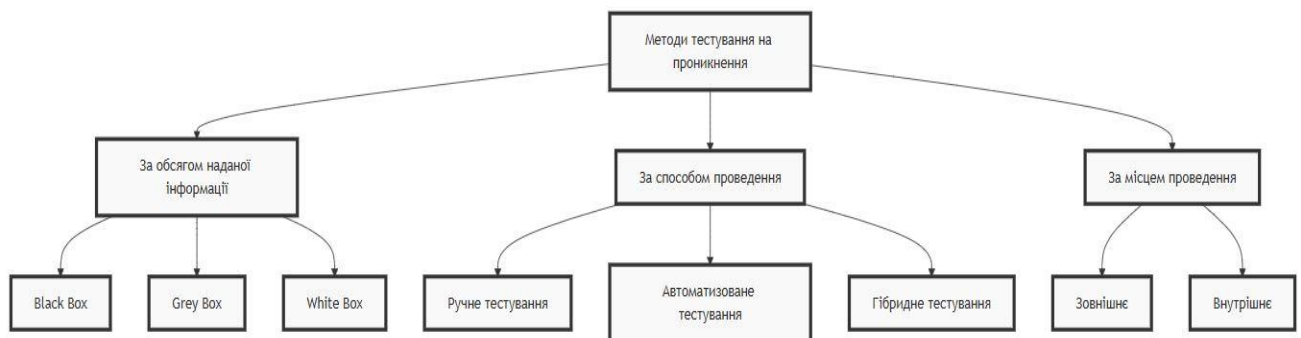 Методи тестування на
проникнення
За обсягом наданої
інформації
За способом проведення
За місцем проведення
Black Box
Grey Box
White Box
Ручне тестування
Автоматизоване
тестування
Гібридне тестування
Зовнішнє
Внутрішнє